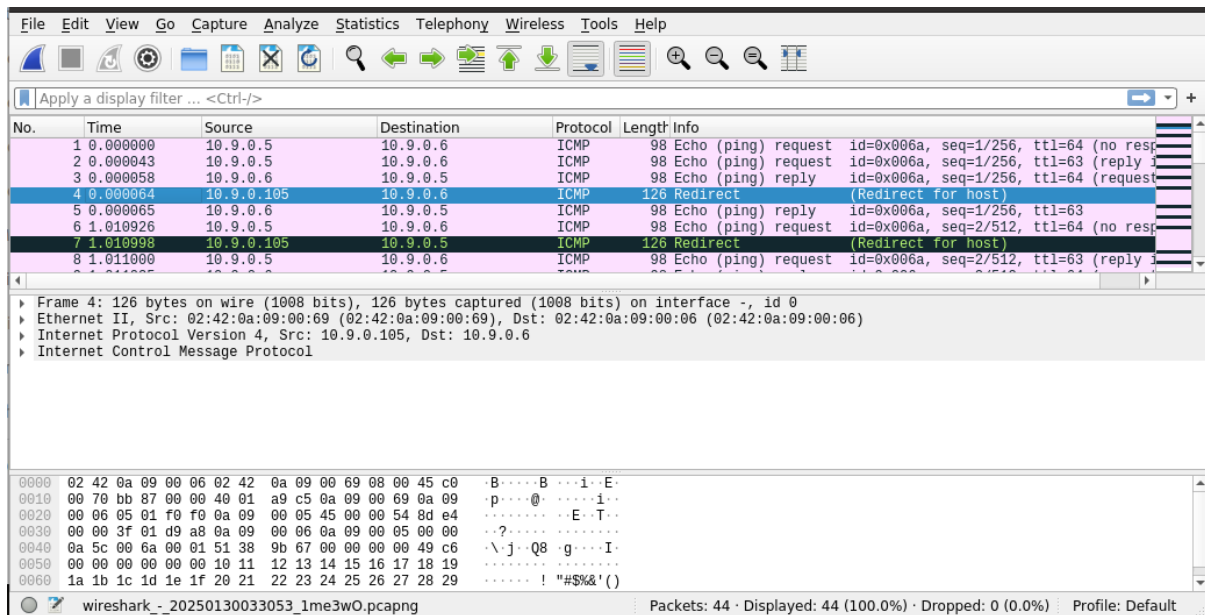 File Edit View Go Capture Analyze Statistics Telephony Wireless Tools Help
Apply a display filter ... <Ctrl-/>
No. Time Source Destination Protocol Length Info
1 0.000000 10.9.0.5 10.9.0.6 ICMP 98 Echo (ping) request id=0x006a, seq=1/256, ttl=64 (no resp
2 0.000043 10.9.0.5 10.9.0.6 ICMP 98 Echo (ping) request id=0x006a, seq=1/256, ttl=63 (reply i
3 0.000058 10.9.0.6 10.9.0.5 ICMP 98 Echo (ping) reply id=0x006a, seq=1/256, ttl=64 (request
4 0.000064 10.9.0.105 10.9.0.6 ICMP 126 Redirect (Redirect for host)
5 0.000065 10.9.0.6 10.9.0.5 ICMP 98 Echo (ping) reply id=0x006a, seq=1/256, ttl=63
6 1.010926 10.9.0.5 10.9.0.6 ICMP 98 Echo (ping) request id=0x006a, seq=2/512, ttl=64 (no resp
7 1.010998 10.9.0.105 10.9.0.5 ICMP 126 Redirect (Redirect for host)
8 1.011000 10.9.0.5 10.9.0.6 ICMP 98 Echo (ping) request id=0x006a, seq=2/512, ttl=63 (reply i
Frame 4: 126 bytes on wire (1008 bits), 126 bytes captured (1008 bits) on interface -, id 0
Ethernet II, Src: 02:42:0a:09:00:69 (02:42:0a:09:00:69), Dst: 02:42:0a:09:00:06 (02:42:0a:09:00:06)
Internet Protocol Version 4, Src: 10.9.0.105, Dst: 10.9.0.6
Internet Control Message Protocol
0000 02 42 0a 09 00 06 02 42 0a 09 00 69 08 00 45 c0 ·B·····B ···i··E·
0010 00 70 bb 87 00 00 40 01 a9 c5 0a 09 00 69 0a 09 ·p····@· ·····i··
0020 00 06 05 01 f0 f0 0a 09 00 05 45 00 00 54 8d e4 ········ ··E··T··
0030 00 00 3f 01 d9 a8 0a 09 00 06 0a 09 00 05 00 00 ··?····· ········
0040 0a 5c 00 6a 00 01 51 38 9b 67 00 00 00 00 49 c6 ·\·j··Q8 ·g····I·
0050 00 00 00 00 00 00 10 11 12 13 14 15 16 17 18 19 ········ ········
0060 1a 1b 1c 1d 1e 1f 20 21 22 23 24 25 26 27 28 29 ······ ! "#$%&'()
wireshark_-_20250130033053_1me3wO.pcapng Packets: 44 · Displayed: 44 (100.0%) · Dropped: 0 (0.0%) Profile: Default